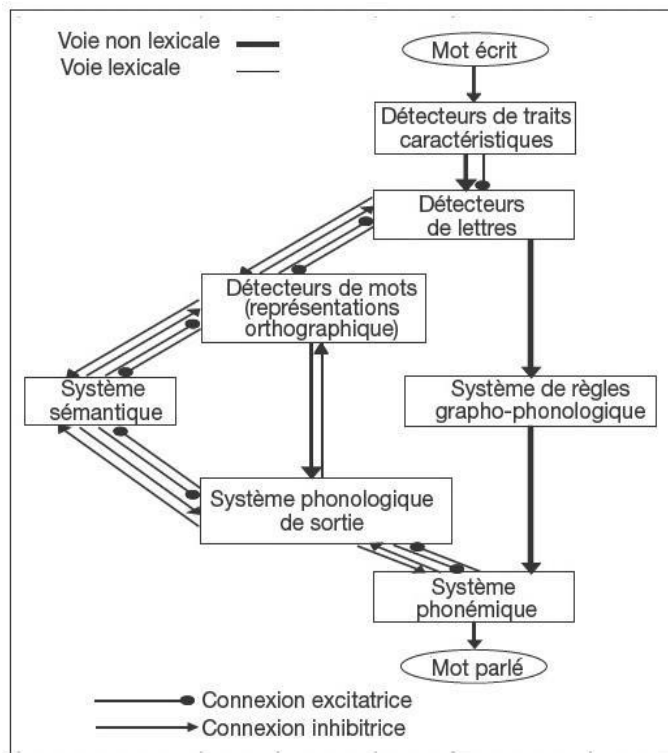 Voie non lexicale
Voie lexicale
Mot écrit
Détecteurs de traits
caractéristiques
Détecteurs
de lettres
Détecteurs de mots
(représentations
orthographique)
Système
sémantique
Système de règles
grapho-phonologique
Système phonologique
de sortie
Système
phonémique
Mot parlé
Connexion excitatrice
Connexion inhibitrice